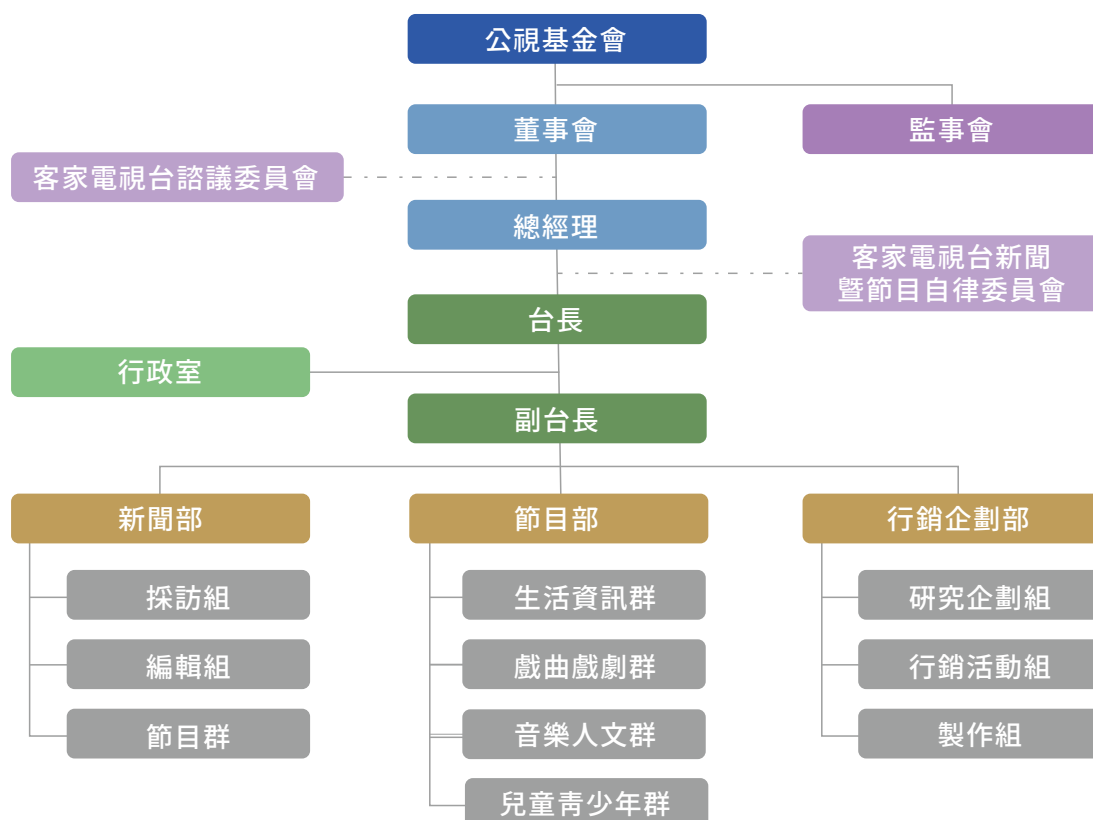 公視基金會
董事會
監事會
客家電視台諮議委員會
總經理
客家電視台新聞
暨節目自律委員會
台長
行政室
副台長
新聞部
節目部
行銷企劃部
採訪組
生活資訊群
研究企劃組
編輯組
戲曲戲劇群
行銷活動組
節目群
音樂人文群
製作組
兒童青少年群